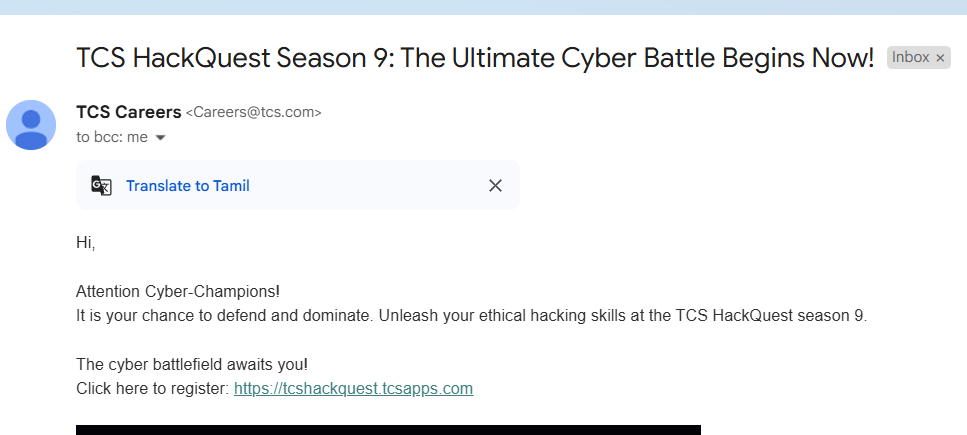 TCS HackQuest Season 9: The Ultimate Cyber Battle Begins Now! Inbox ×
TCS Careers <Careers@tcs.com>
to bcc: me
Translate to Tamil
Hi,
Attention Cyber-Champions!
It is your chance to defend and dominate. Unleash your ethical hacking skills at the TCS HackQuest season 9.
The cyber battlefield awaits you!
Click here to register: https://tcshackquest.tcsapps.com